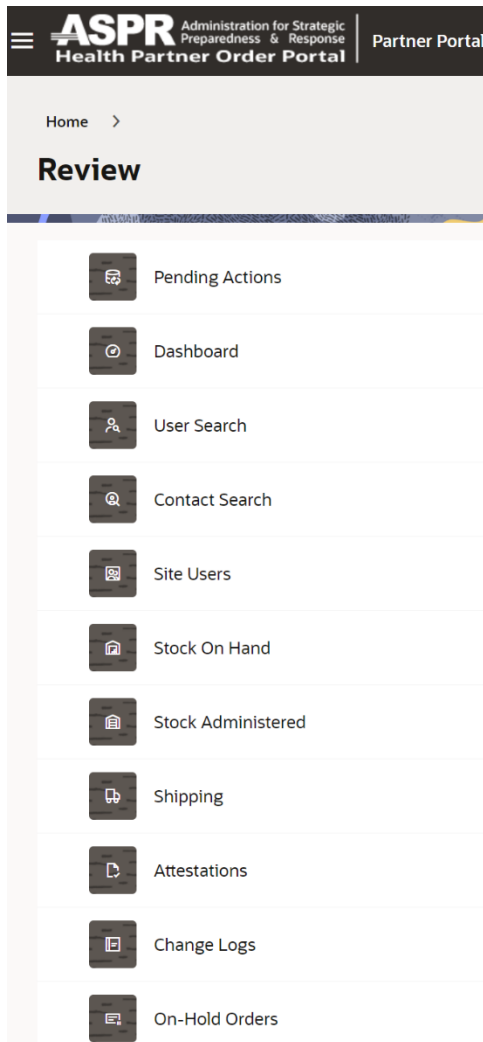 ASPR Administration for Strategic
Preparedness & Response
Health Partner Order Portal
Partner Portal
Home >
Review
Pending Actions
Dashboard
User Search
Contact Search
Site Users
Stock On Hand
Stock Administered
Shipping
Attestations
Change Logs
On-Hold Orders